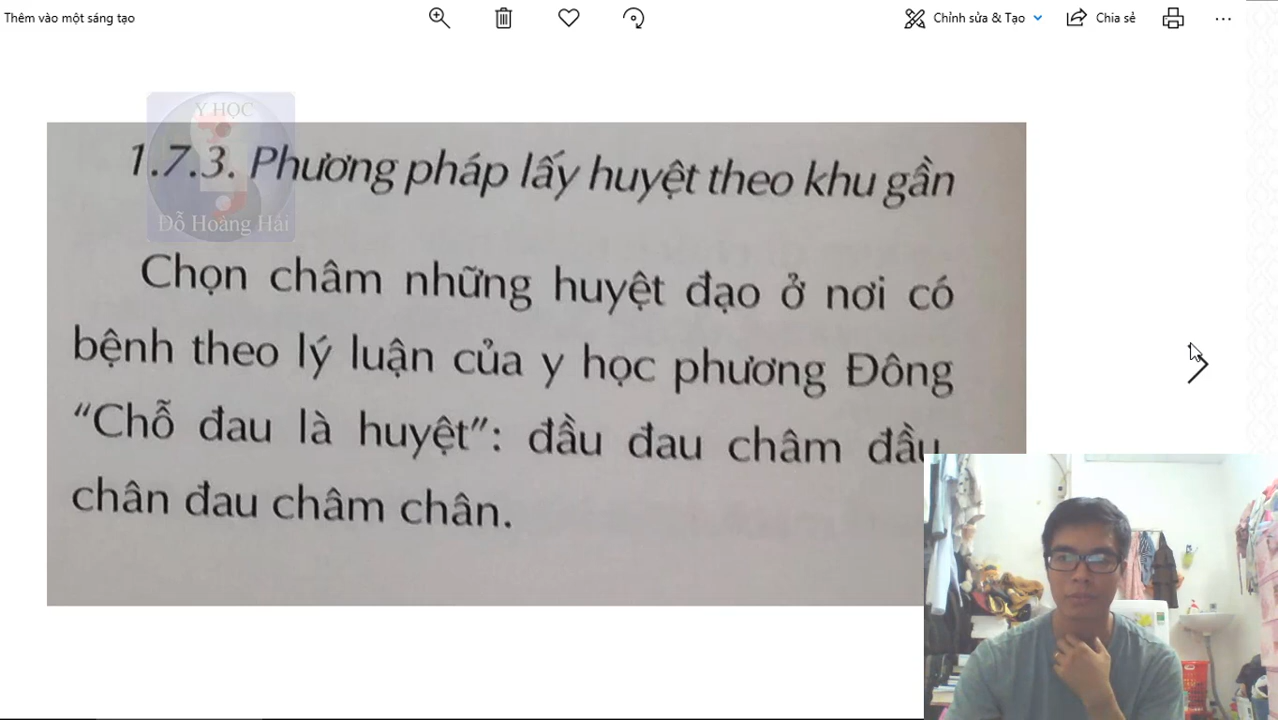 Thêm vào một sáng tạo
Chỉnh sửa & Tạo
Chia sẻ
Y HỌC
Đỗ Hoàng Hải
1.7.3. Phương pháp lấy huyệt theo khu gần
Chọn châm những huyệt đạo ở nơi có
bệnh theo lý luận của y học phương Đông
“Chỗ đau là huyệt”: đầu đau châm đầu
chân đau châm chân.